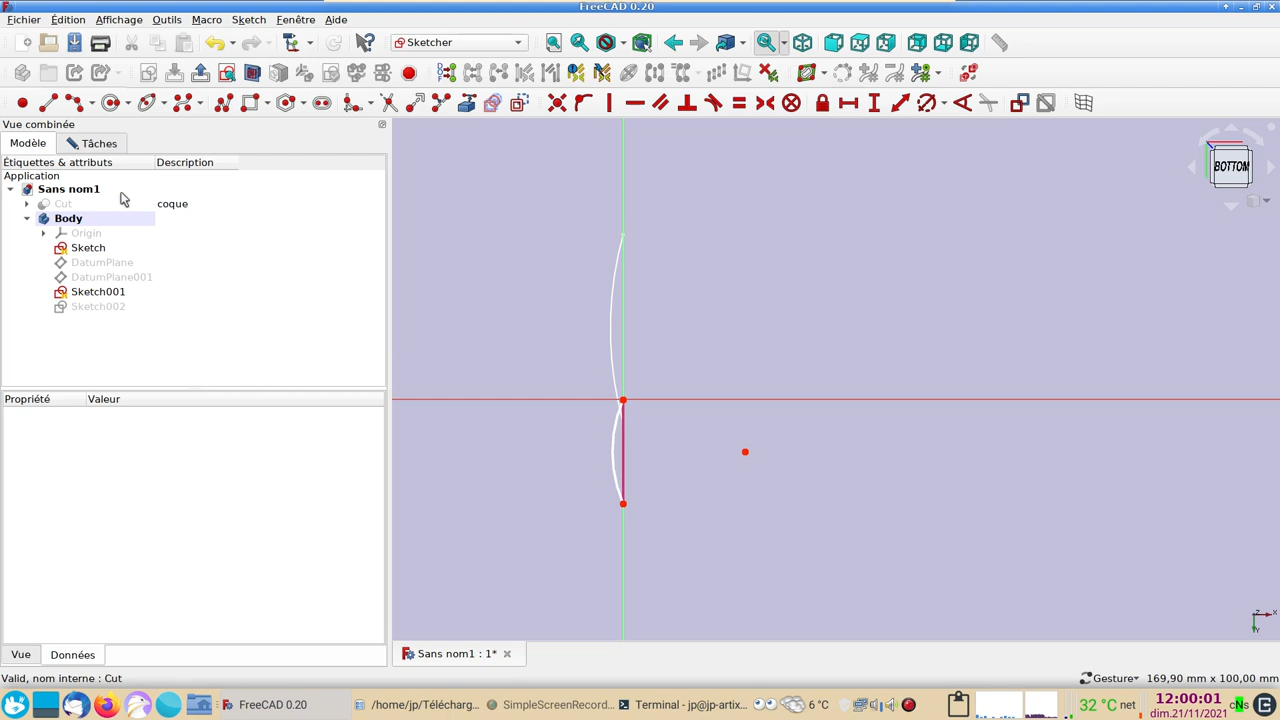 FreeCAD 0.20
Fichier Édition Affichage Outils Macro Sketch Fenêtre Aide
Sketcher
Vue combinée
Modèle Tâches
Étiquettes & attributs Description
Application
Sans nom1
Cut coque
Body
Origin
Sketch
DatumPlane
DatumPlane001
Sketch001
Sketch002
BOTTOM
Propriété Valeur
Z X
Y
Vue Données
Sans nom1 : 1*
Valid, nom interne : Cut
Gesture 169,90 mm x 100,00 mm
FreeCAD 0.20
/home/jp/Télécharg...
SimpleScreenRecord...
Terminal - jp@jp-artix...
6 °C
32 °C net
12:00:01
dim.21/11/2021
cNs